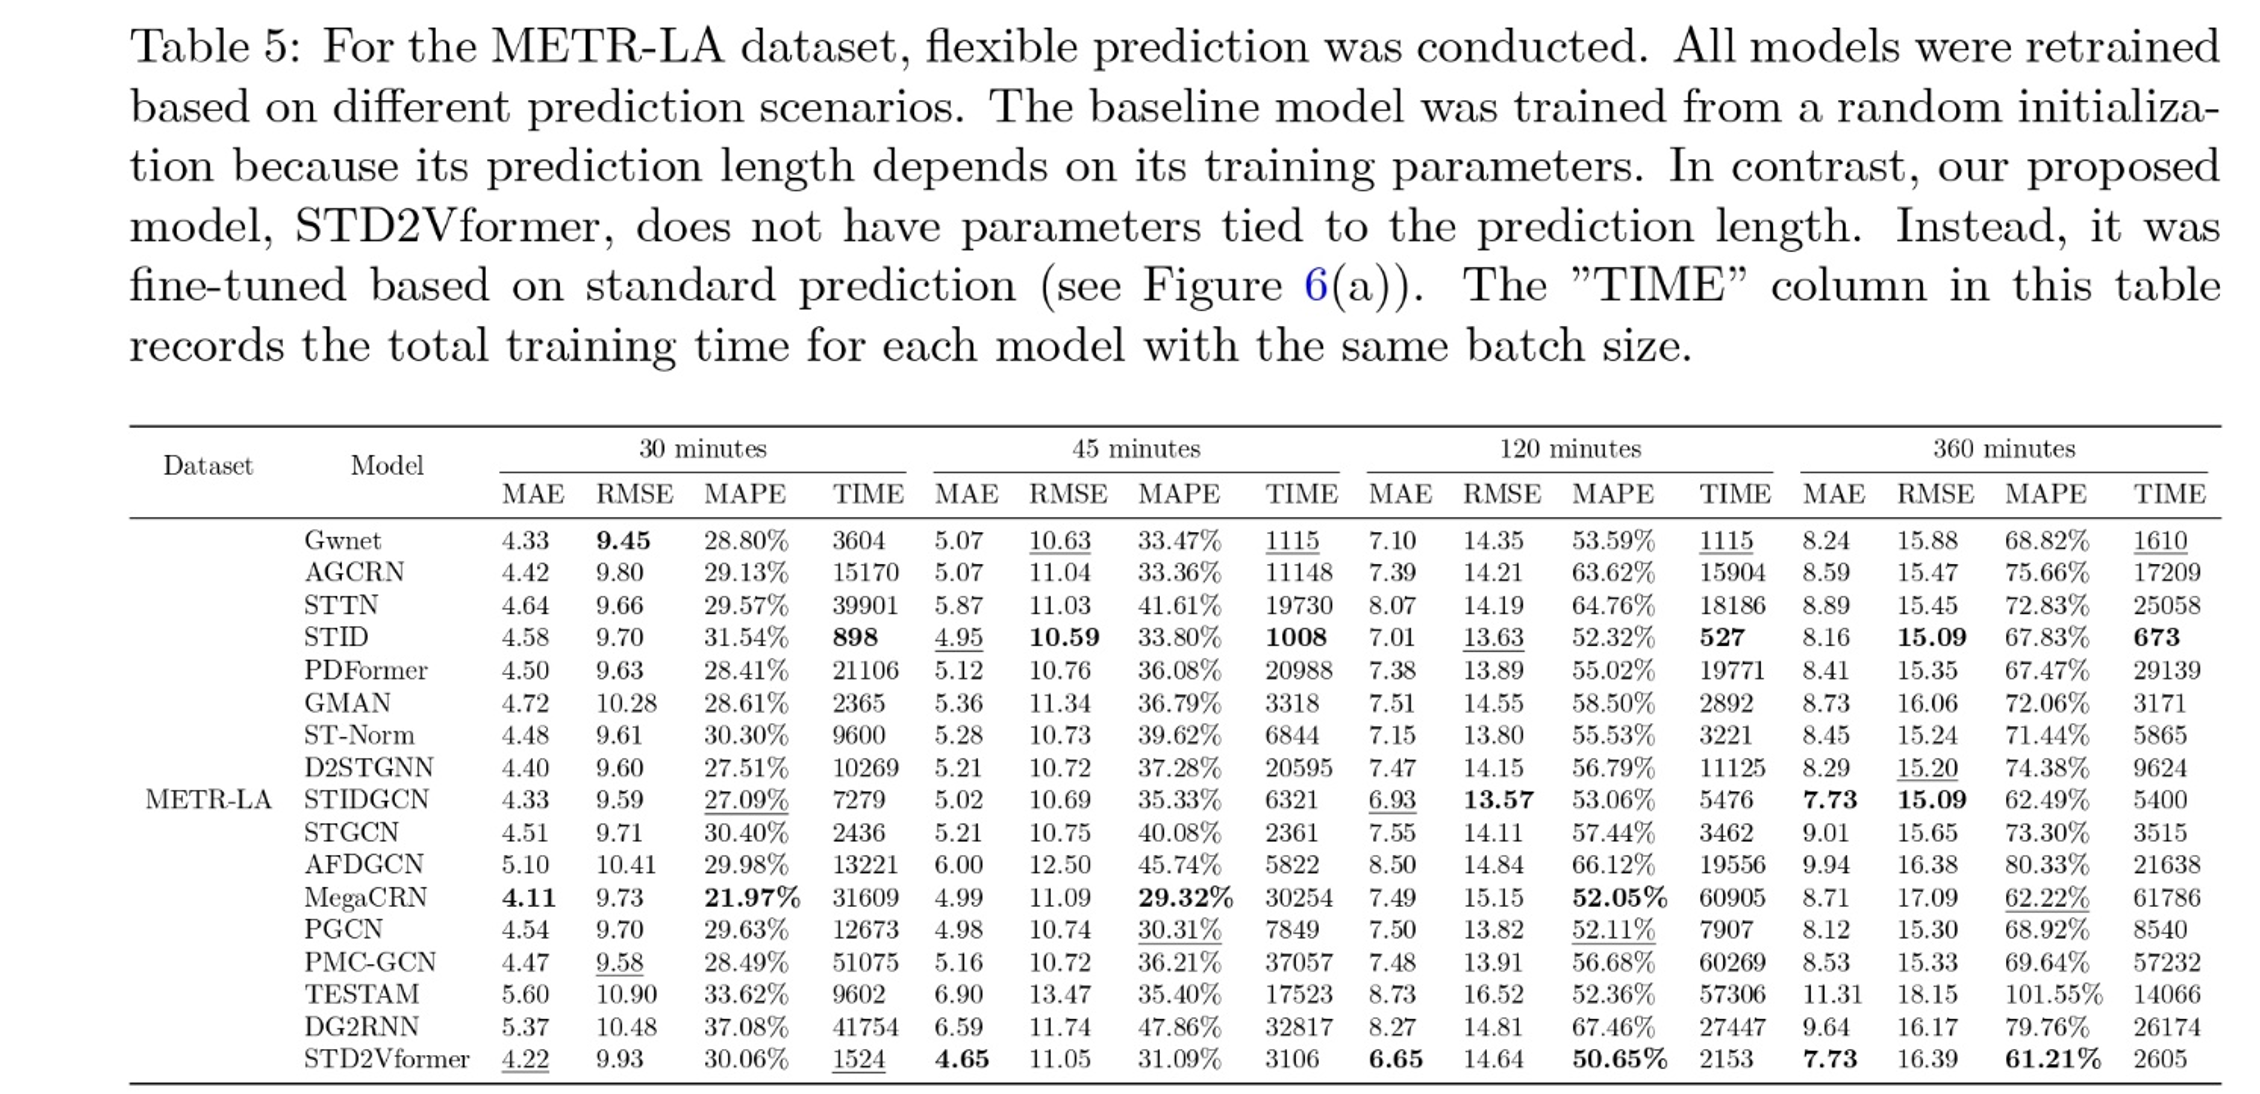 Table 5: For the METR-LA dataset, flexible prediction was conducted. All models were retrained
based on different prediction scenarios. The baseline model was trained from a random initializa-
tion because its prediction length depends on its training parameters. In contrast, our proposed
model, STD2Vformer, does not have parameters tied to the prediction length. Instead, it was
fine-tuned based on standard prediction (see Figure 6(a)). The ”TIME” column in this table
records the total training time for each model with the same batch size.
Dataset Model 30 minutes 45 minutes 120 minutes 360 minutes
MAE RMSE MAPE TIME MAE RMSE MAPE TIME MAE RMSE MAPE TIME MAE RMSE MAPE TIME
Gwnet 4.33 9.45 28.80% 3604 5.07 10.63 33.47% 1115 7.10 14.35 53.59% 1115 8.24 15.88 68.82% 1610
AGCRN 4.42 9.80 29.13% 15170 5.07 11.04 33.36% 11148 7.39 14.21 63.62% 15904 8.59 15.47 75.66% 17209
STTN 4.64 9.66 29.57% 39901 5.87 11.03 41.61% 19730 8.07 14.19 64.76% 18186 8.89 15.45 72.83% 25058
STID 4.58 9.70 31.54% 898 4.95 10.59 33.80% 1008 7.01 13.63 52.32% 527 8.16 15.09 67.83% 673
PDFormer 4.50 9.63 28.41% 21106 5.12 10.76 36.08% 20988 7.38 13.89 55.02% 19771 8.41 15.35 67.47% 29139
GMAN 4.72 10.28 28.61% 2365 5.36 11.34 36.79% 3318 7.51 14.55 58.50% 2892 8.73 16.06 72.06% 3171
ST-Norm 4.48 9.61 30.30% 9600 5.28 10.73 39.62% 6844 7.15 13.80 55.53% 3221 8.45 15.24 71.44% 5865
D2STGNN 4.40 9.60 27.51% 10269 5.21 10.72 37.28% 20595 7.47 14.15 56.79% 11125 8.29 15.20 74.38% 9624
METR-LA STIDGCN 4.33 9.59 27.09% 7279 5.02 10.69 35.33% 6321 6.93 13.57 53.06% 5476 7.73 15.09 62.49% 5400
STGCN 4.51 9.71 30.40% 2436 5.21 10.75 40.08% 2361 7.55 14.11 57.44% 3462 9.01 15.65 73.30% 3515
AFDGCN 5.10 10.41 29.98% 13221 6.00 12.50 45.74% 5822 8.50 14.84 66.12% 19556 9.94 16.38 80.33% 21638
MegaCRN 4.11 9.73 21.97% 31609 4.99 11.09 29.32% 30254 7.49 15.15 52.05% 60905 8.71 17.09 62.22% 61786
PGCN 4.54 9.70 29.63% 12673 4.98 10.74 30.31% 7849 7.50 13.82 52.11% 7907 8.12 15.30 68.92% 8540
PMC-GCN 4.47 9.58 28.49% 51075 5.16 10.72 36.21% 37057 7.48 13.91 56.68% 60269 8.53 15.33 69.64% 57232
TESTAM 5.60 10.90 33.62% 9602 6.90 13.47 35.40% 17523 8.73 16.52 52.36% 57306 11.31 18.15 101.55% 14066
DG2RNN 5.37 10.48 37.08% 41754 6.59 11.74 47.86% 32817 8.27 14.81 67.46% 27447 9.64 16.17 79.76% 26174
STD2Vformer 4.22 9.93 30.06% 1524 4.65 11.05 31.09% 3106 6.65 14.64 50.65% 2153 7.73 16.39 61.21% 2605